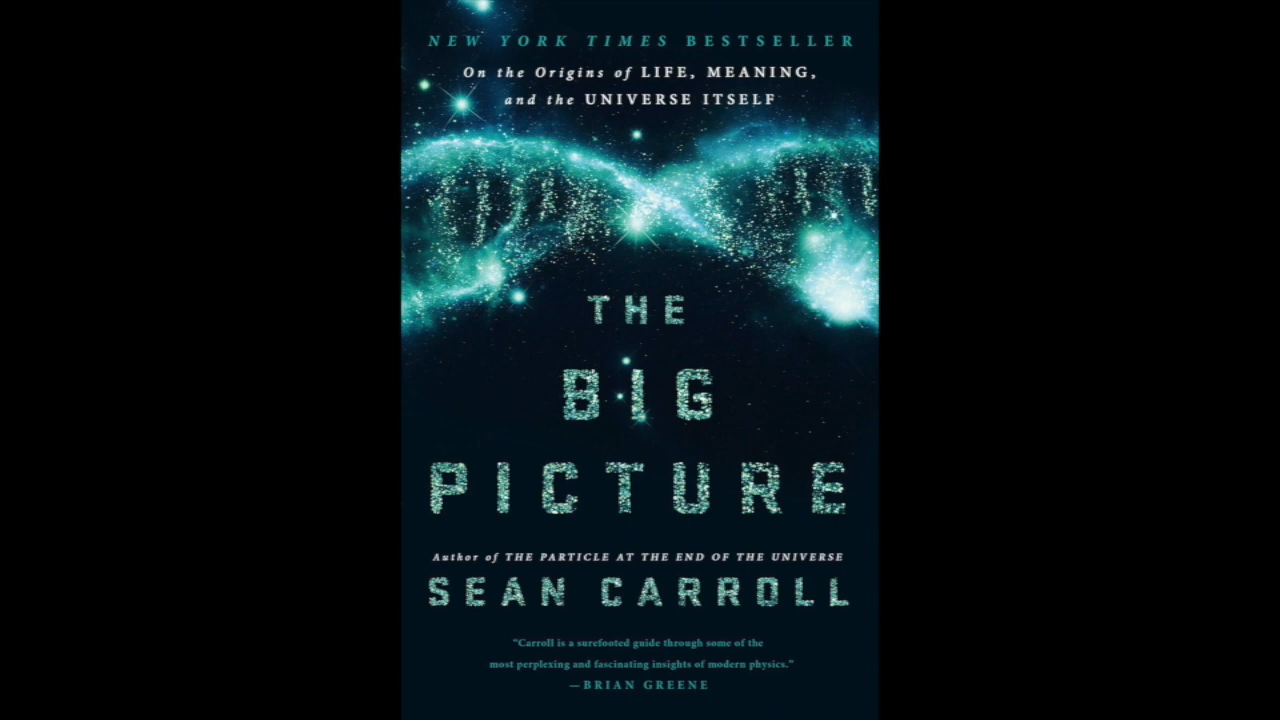 NEW YORK TIMES BESTSELLER
On the Origins of LIFE, MEANING,
and the UNIVERSE ITSELF
THE
BIG
PICTURE
Author of THE PARTICLE AT THE END OF THE UNIVERSE
SEAN CARROLL
“Carroll is a surefooted guide through some of the
most perplexing and fascinating insights of modern physics.”
—BRIAN GREENE